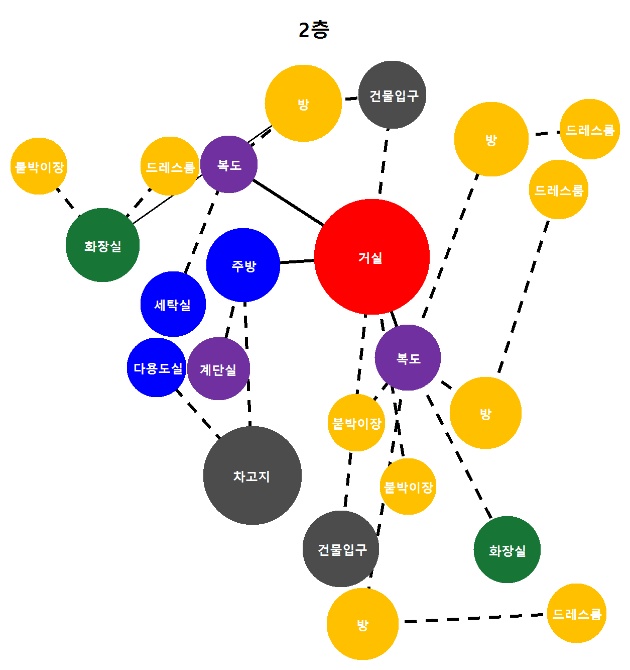 2층
방
건물입구
방
드레스룸
붙박이장
드레스룸
복도
드레스룸
화장실
주방
거실
세탁실
다용도실
계단실
복도
붙박이장
방
차고지
붙박이장
건물입구
화장실
방
드레스룸